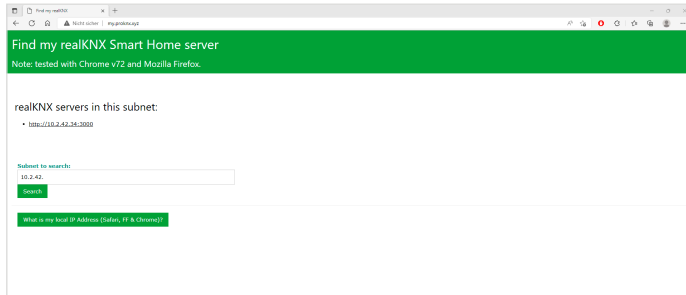 Find my realKNX
Nicht sicher | my.proknx.xyz
Find my realKNX Smart Home server
Note: tested with Chrome v72 and Mozilla Firefox.
realKNX servers in this subnet:
http://10.2.42.34:3000
Subnet to search:
10.2.42.
Search
What is my local IP Address (Safari, FF & Chrome)?